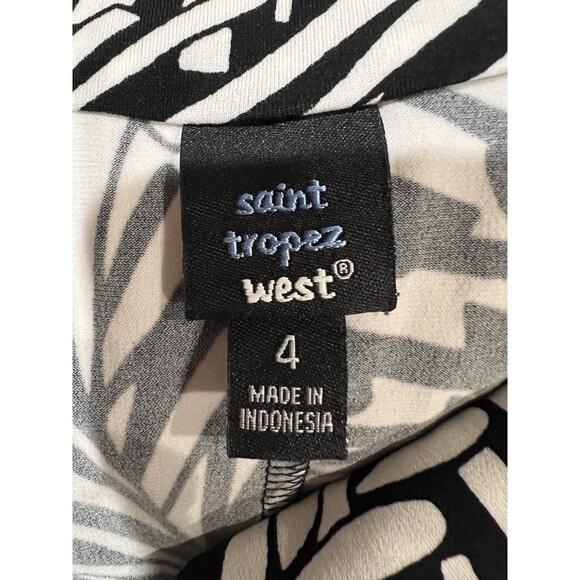 saint
tropez
west®
4
MADE IN
INDONESIA